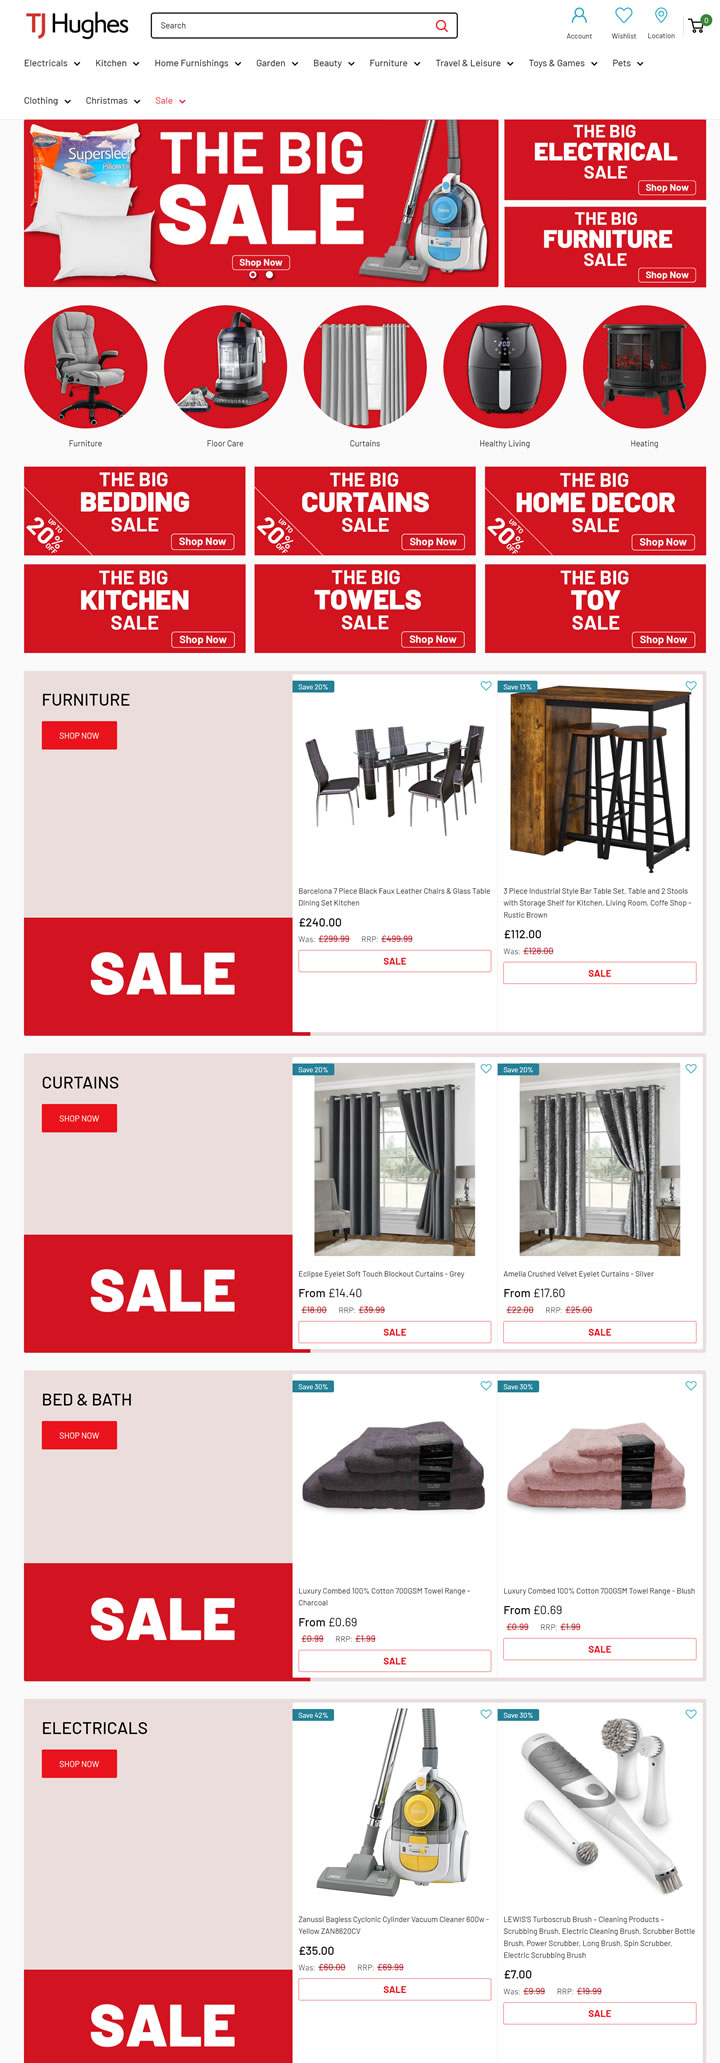 TJ Hughes
Search
Account
Wishlist
Location
0
Electricals
Kitchen
Home Furnishings
Garden
Beauty
Furniture
Travel & Leisure
Toys & Games
Pets
Clothing
Christmas
Sale
Supersleep
THE BIG
SALE
Shop Now
THE BIG
ELECTRICAL
SALE
Shop Now
THE BIG
FURNITURE
SALE
Shop Now
Furniture
Floor Care
Curtains
Healthy Living
Heating
THE BIG
BEDDING
SALE
UP TO
20%
OFF
Shop Now
THE BIG
CURTAINS
SALE
UP TO
20%
OFF
Shop Now
THE BIG
HOME DECOR
SALE
UP TO
20%
OFF
Shop Now
THE BIG
KITCHEN
SALE
Shop Now
THE BIG
TOWELS
SALE
Shop Now
THE BIG
TOY
SALE
Shop Now
FURNITURE
SHOP NOW
SALE
Save 20%
Barcelona 7 Piece Black Faux Leather Chairs & Glass Table
Dining Set Kitchen
£240.00
Was: £299.99 RRP: £499.99
SALE
Save 13%
3 Piece Industrial Style Bar Table Set, Table and 2 Stools
with Storage Shelf for Kitchen, Living Room, Coffe Shop -
Rustic Brown
£112.00
Was: £128.00
SALE
CURTAINS
SHOP NOW
SALE
Save 20%
Eclipse Eyelet Soft Touch Blockout Curtains - Grey
From £14.40
£18.00 RRP: £39.99
SALE
Save 20%
Amelia Crushed Velvet Eyelet Curtains - Silver
From £17.60
£22.00 RRP: £25.00
SALE
BED & BATH
SHOP NOW
SALE
Save 30%
Luxury Combed 100% Cotton 700GSM Towel Range -
Charcoal
From £0.69
£0.99 RRP: £1.99
SALE
Save 30%
Luxury Combed 100% Cotton 700GSM Towel Range - Blush
From £0.69
£0.99 RRP: £1.99
SALE
ELECTRICALS
SHOP NOW
SALE
Save 42%
Zanussi Bagless Cyclonic Cylinder Vacuum Cleaner 600w -
Yellow ZAN8620CV
£35.00
Was: £60.00 RRP: £69.99
SALE
Save 30%
LEWIS'S Turboscrub Brush – Cleaning Products –
Scrubbing Brush, Electric Cleaning Brush, Scrubber Bottle
Brush, Power Scrubber, Long Brush, Spin Scrubber,
Electric Scrubbing Brush
£7.00
Was: £9.99 RRP: £19.99
SALE